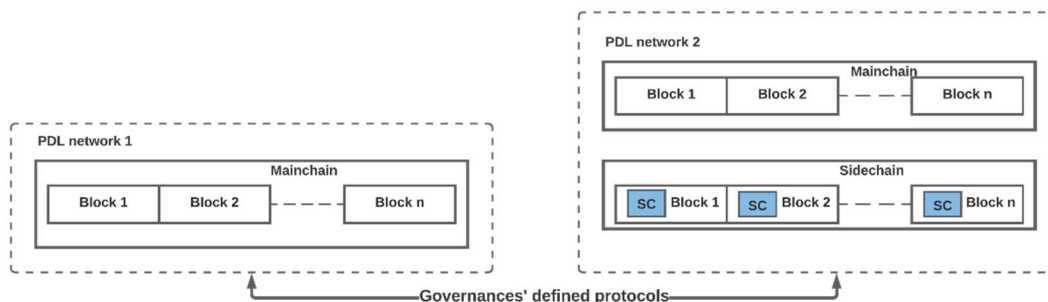 PDL network 1
Mainchain
Block 1 Block 2 Block n
PDL network 2
Mainchain
Block 1 Block 2 Block n
Sidechain
SC Block 1 SC Block 2 SC Block n
Governances' defined protocols